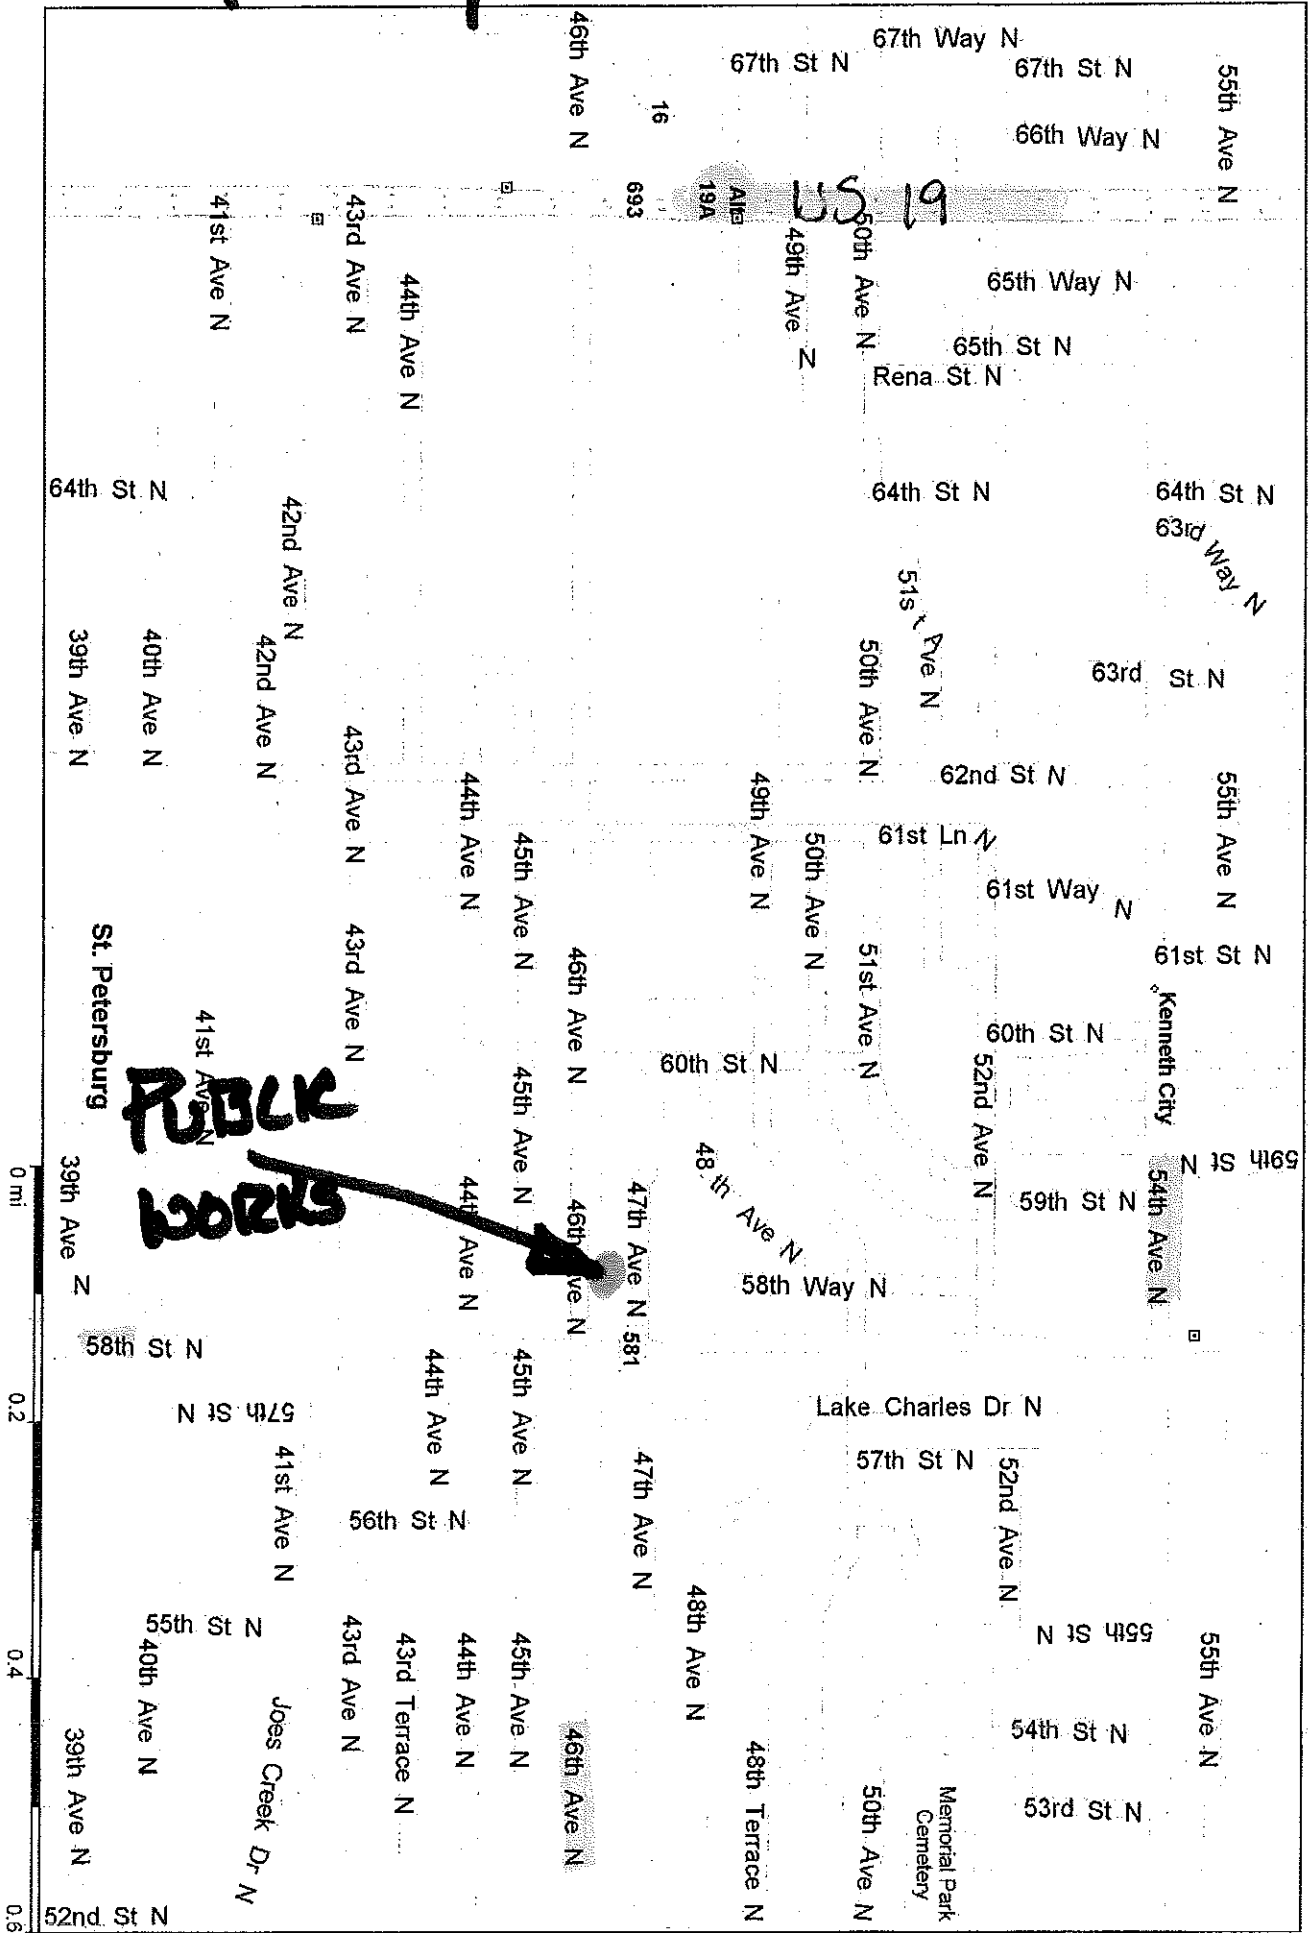 46th Ave N
67th St N
67th Way N
67th St N
55th Ave N
16
66th Way N
41st Ave N
43rd Ave N
693
19A
Alt
US 19
49th Ave N
50th Ave N
65th Way N
44th Ave N
65th St N
Rena St N
64th St N
42nd Ave N
64th St N
64th St N
63rd Way N
51st Ave N
39th Ave N
40th Ave N
42nd Ave N
50th Ave N
63rd St N
43rd Ave N
44th Ave N
49th Ave N
62nd St N
55th Ave N
45th Ave N
50th Ave N
61st Ln N
61st Way N
St. Petersburg
43rd Ave N
46th Ave N
51st Ave N
61st St N
Kenneth City
41st Ave N
60th St N
60th St N
52nd Ave N
PUBLIC
WORKS
45th Ave N
39th Ave N
44th Ave N
46th Ave N
47th Ave N
48th Ave N
59th St N
54th Ave N
59th St N
58th Way N
58th St N
44th Ave N
45th Ave N
581
57th St N
Lake Charles Dr N
41st Ave N
47th Ave N
57th St N
52nd Ave N
56th St N
55th St N
43rd Ave N
48th Ave N
55th St N
55th Ave N
40th Ave N
43rd Terrace N
44th Ave N
45th Ave N
Joes Creek Dr N
39th Ave N
46th Ave N
48th Terrace N
50th Ave N
54th St N
Memorial Park
Cemetery
53rd St N
52nd St N
0 mi
0.2
0.4
0.6